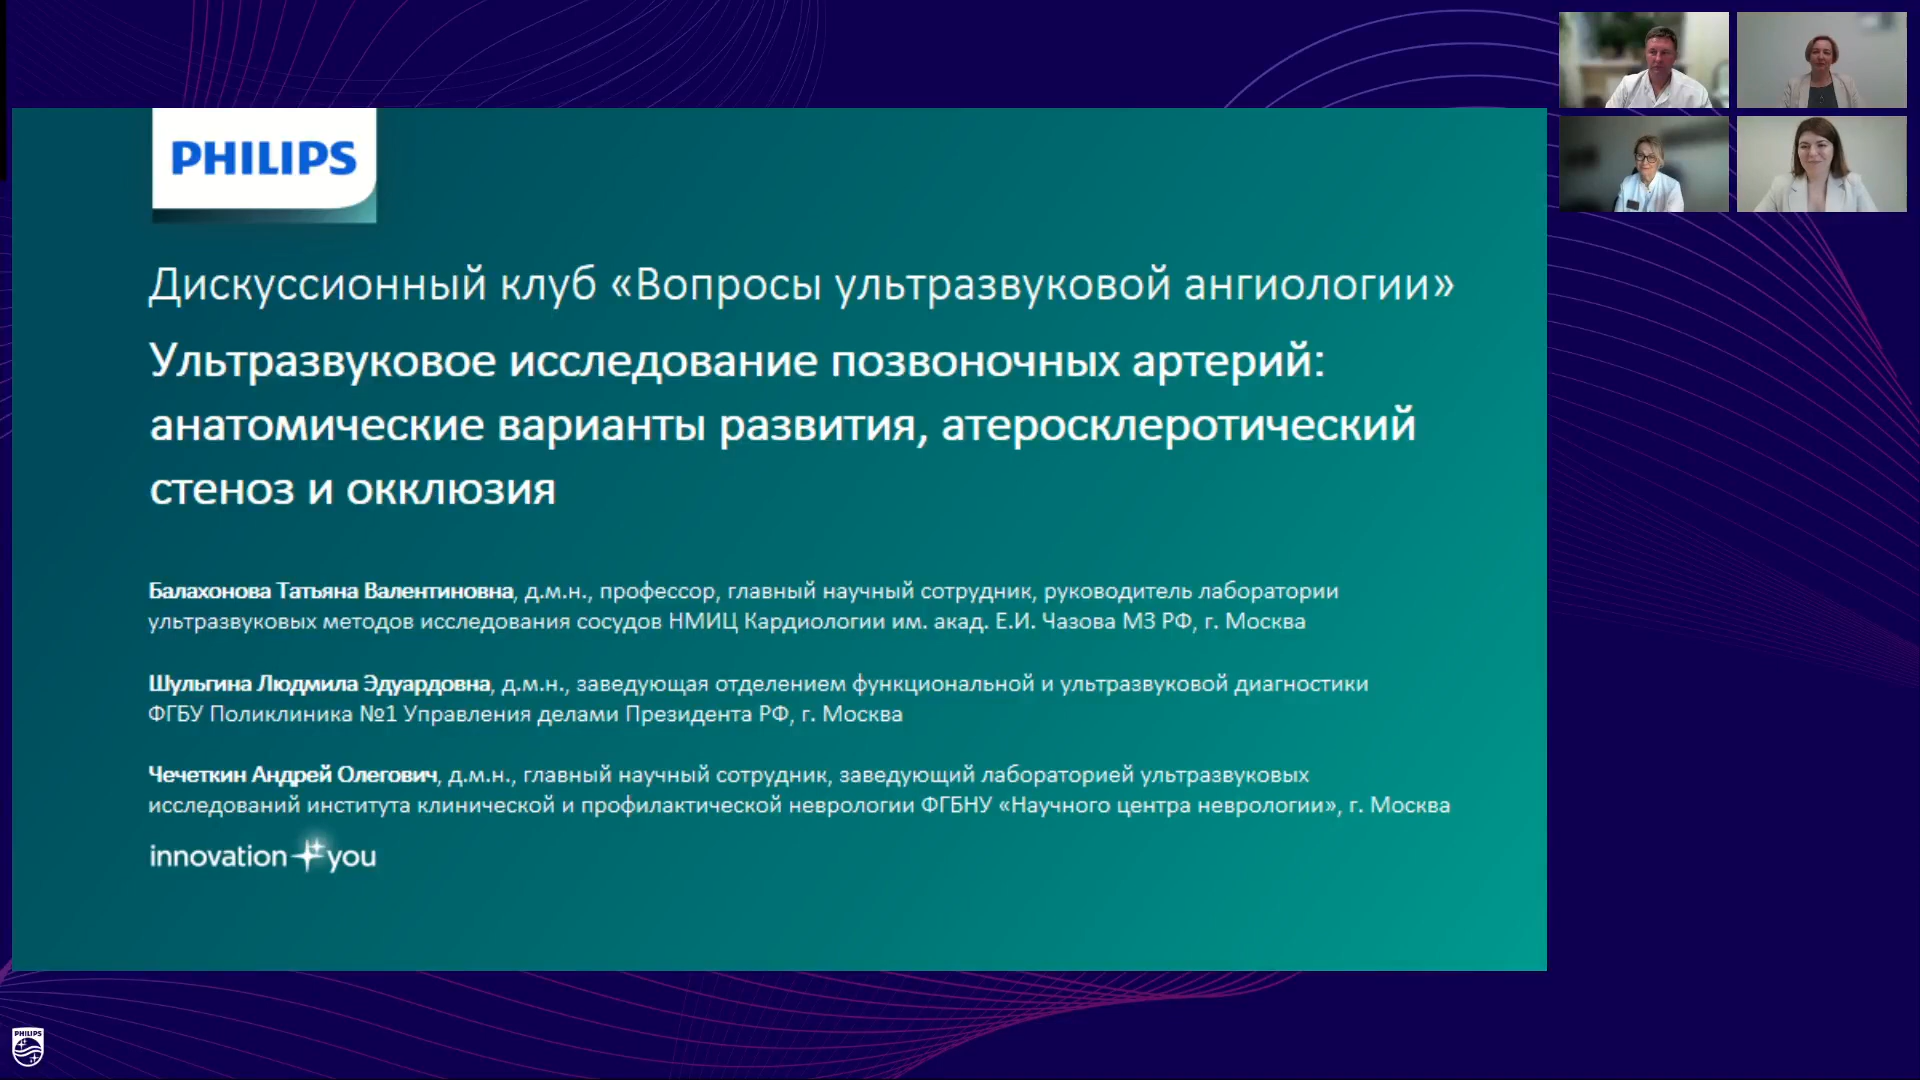 PHILIPS
Дискуссионный клуб «Вопросы ультразвуковой ангиологии»
Ультразвуковое исследование позвоночных артерий:
анатомические варианты развития, атеросклеротический
стеноз и окклюзия
Балахонова Татьяна Валентиновна, д.м.н., профессор, главный научный сотрудник, руководитель лаборатории
ультразвуковых методов исследования сосудов НМИЦ Кардиологии им. акад. Е.И. Чазова МЗ РФ, г. Москва
Шульгина Людмила Эдуардовна, д.м.н., заведующая отделением функциональной и ультразвуковой диагностики
ФГБУ Поликлиника №1 Управления делами Президента РФ, г. Москва
Чечеткин Андрей Олегович, д.м.н., главный научный сотрудник, заведующий лабораторией ультразвуковых
исследований института клинической и профилактической неврологии ФГБНУ «Научного центра неврологии», г. Москва
innovation you
PHILIPS